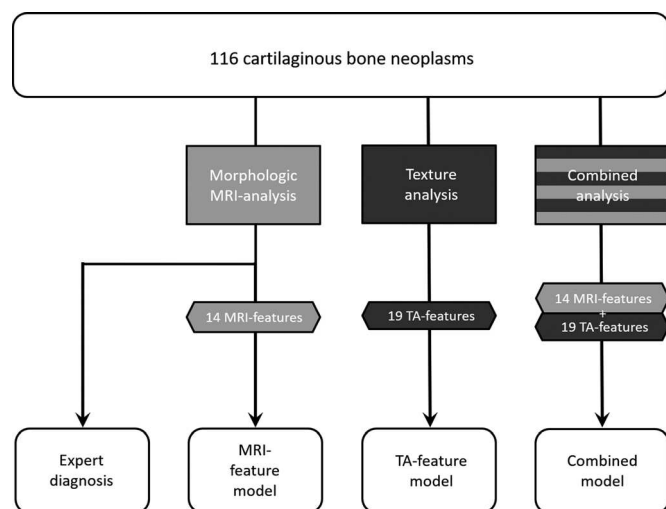 116 cartilaginous bone neoplasms
Morphologic
MRI-analysis
Texture
analysis
Combined
analysis
14 MRI-features
19 TA-features
14 MRI-features
+
19 TA-features
Expert
diagnosis
MRI-
feature
model
TA-feature
model
Combined
model